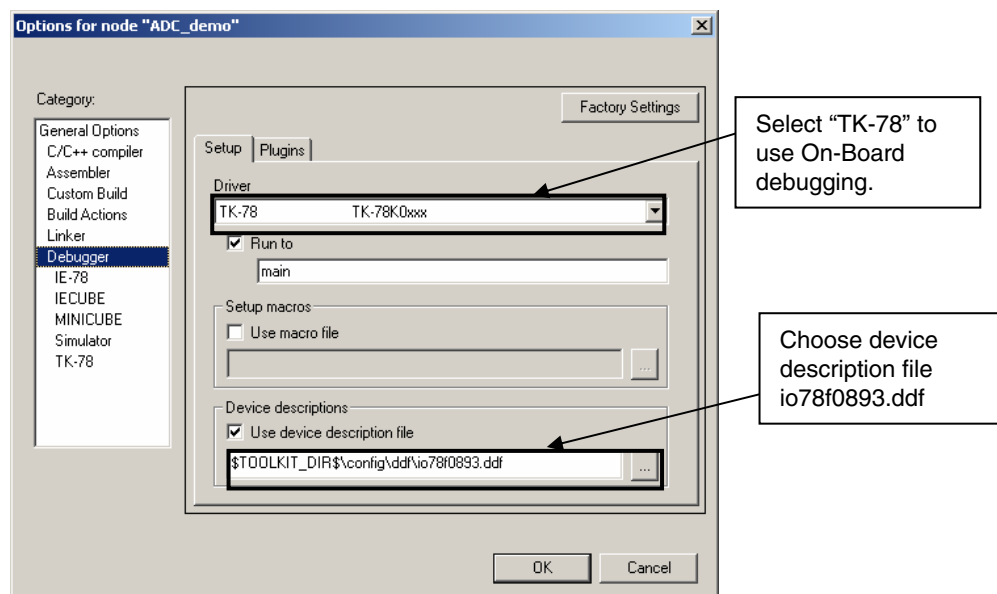 Options for node "ADC_demo"
Category:
General Options
C/C++ compiler
Assembler
Custom Build
Build Actions
Linker
Debugger
IE-78
IECUBE
MINICUBE
Simulator
TK-78
Factory Settings
Setup
Plugins
Driver
TK-78 TK-78K0xxx
Run to
main
Setup macros
Use macro file
...
Device descriptions
Use device description file
$TOOLKIT_DIR$\config\ddf\io78f0893.ddf
...
OK
Cancel
Select “TK-78” to
use On-Board
debugging.
Choose device
description file
io78f0893.ddf